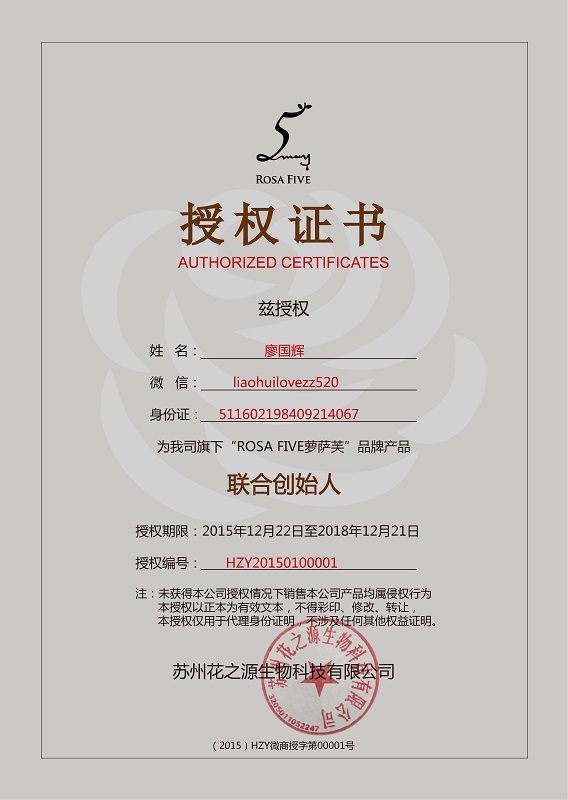 5
may
ROSA FIVE
授权证书
AUTHORIZED CERTIFICATES
兹授权
姓 名：廖国辉
微 信：liaohuilovezz520
身份证：511602198409214067
为我司旗下“ROSA FIVE萝萨芙”品牌产品
联合创始人
授权期限：2015年12月22日至2018年12月21日
授权编号：HZY20150100001
注：未获得本公司授权情况下销售本公司产品均属侵权行为
本授权以正本为有效文本，不得彩印、修改、转让，
本授权仅用于代理身份证明，不涉及任何其他权益证明。
苏州花之源生物科技有限公司
苏州花之源生物科技有限公司
3205011052247
（2015）HZY微商授字第00001号